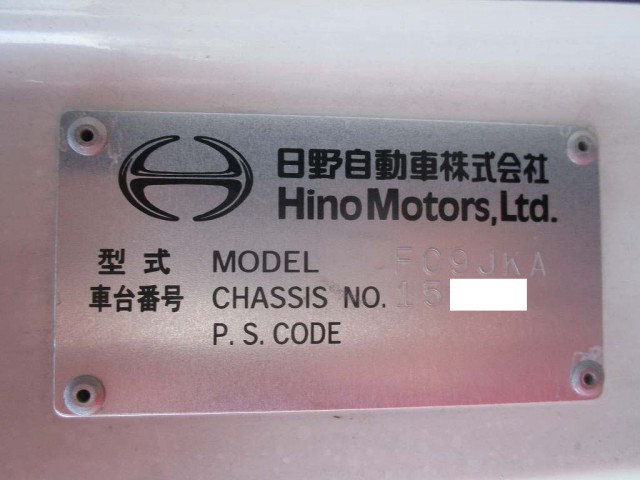 日野自動車株式会社
Hino Motors, Ltd.
型式 MODEL FC9JKA
車台番号 CHASSIS NO. 15
P. S. CODE